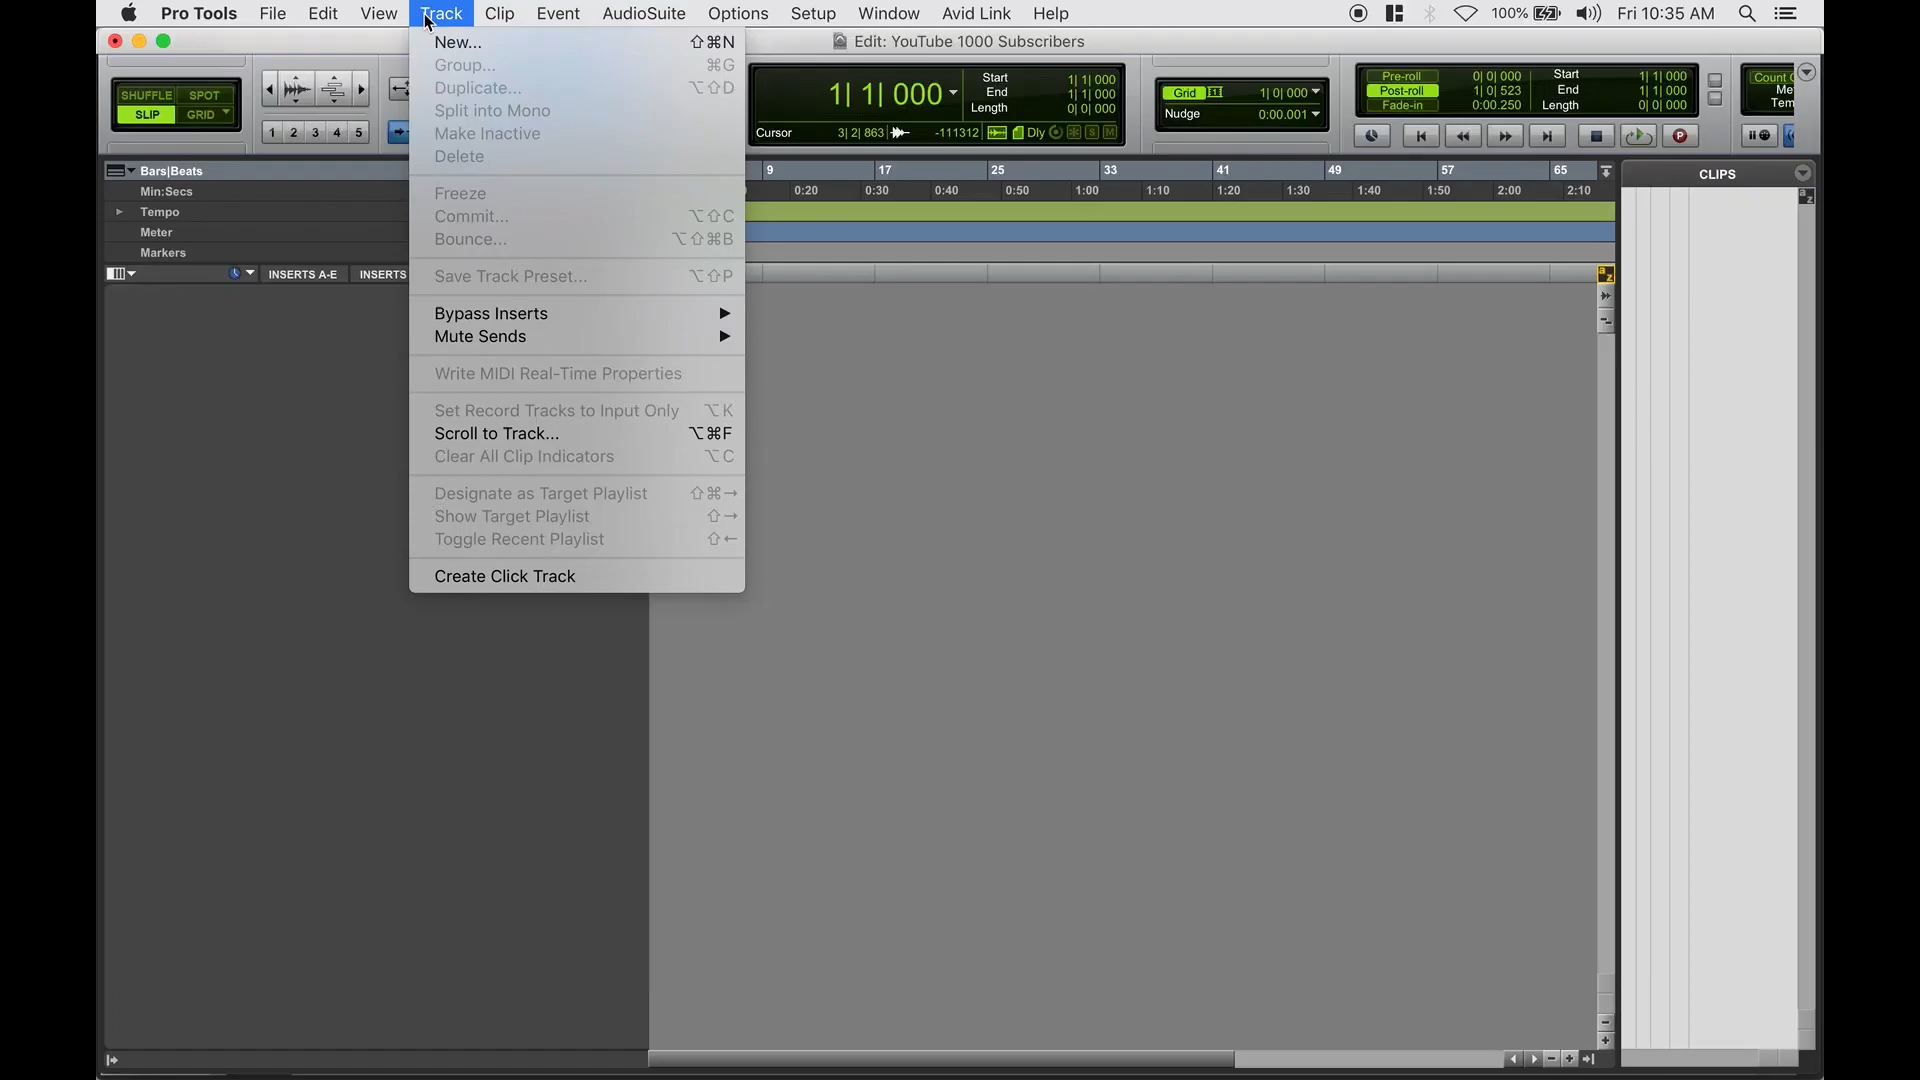 Pro Tools File Edit View Track Clip Event AudioSuite Options Setup Window Avid Link Help 100% Fri 10:35 AM
Edit: YouTube 1000 Subscribers
SHUFFLE SPOT
SLIP GRID
1 2 3 4 5
New... ⇧⌘N
Group... ⌘G
Duplicate... ⌥⇧D
Split into Mono
Make Inactive
Delete
Freeze
Commit... ⌥⇧C
Bounce... ⌥⇧⌘B
Save Track Preset... ⌥⇧P
Bypass Inserts
Mute Sends
Write MIDI Real-Time Properties
Set Record Tracks to Input Only ⌥K
Scroll to Track... ⌥⌘F
Clear All Clip Indicators ⌥C
Designate as Target Playlist ⇧⌘→
Show Target Playlist ⇧→
Toggle Recent Playlist ⇧←
Create Click Track
1| 1| 000
Start 1| 1| 000
End 1| 1| 000
Length 0| 0| 000
Cursor 3| 2| 863 -111312 Dly S M
Grid 1| 0| 000
Nudge 0:00.001
Pre-roll 0| 0| 000 Start 1| 1| 000
Post-roll 1| 0| 523 End 1| 1| 000
Fade-in 0:00.250 Length 0| 0| 000
P
Count
Me
Tem
Bars|Beats 9 17 25 33 41 49 57 65
Min:Secs 0:20 0:30 0:40 0:50 1:00 1:10 1:20 1:30 1:40 1:50 2:00 2:10
Tempo
Meter
Markers
INSERTS A-E INSERTS
CLIPS
a z
a z